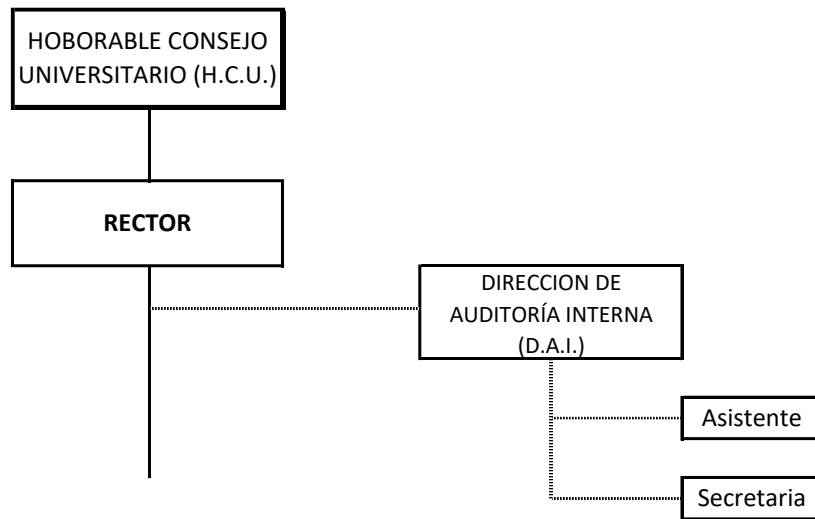 HOBORABLE CONSEJO
UNIVERSITARIO (H.C.U.)
RECTOR
DIRECCION DE
AUDITORÍA INTERNA
(D.A.I.)
Asistente
Secretaria